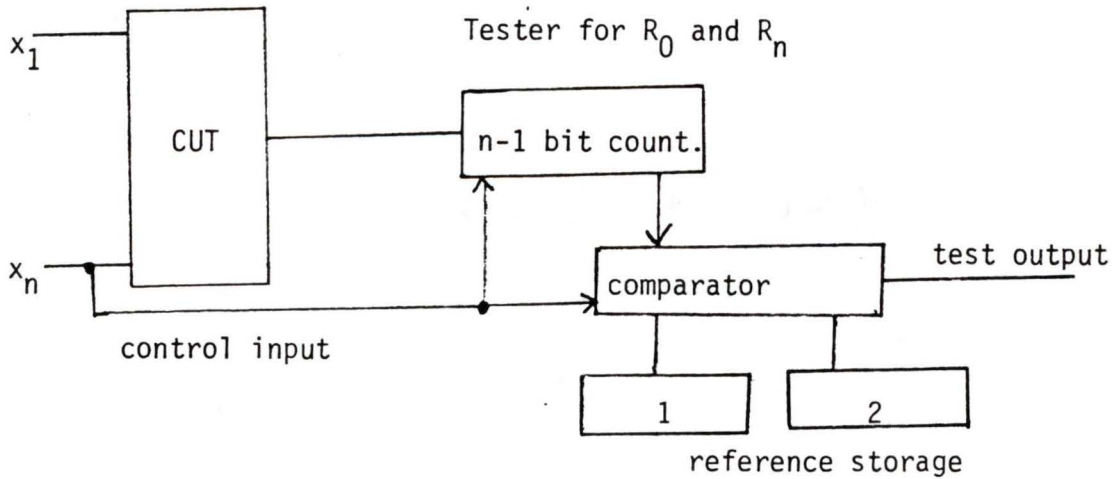 Tester for R0 and Rn
x1
CUT
n-1 bit count.
xn
test output
comparator
control input
1
2
reference storage